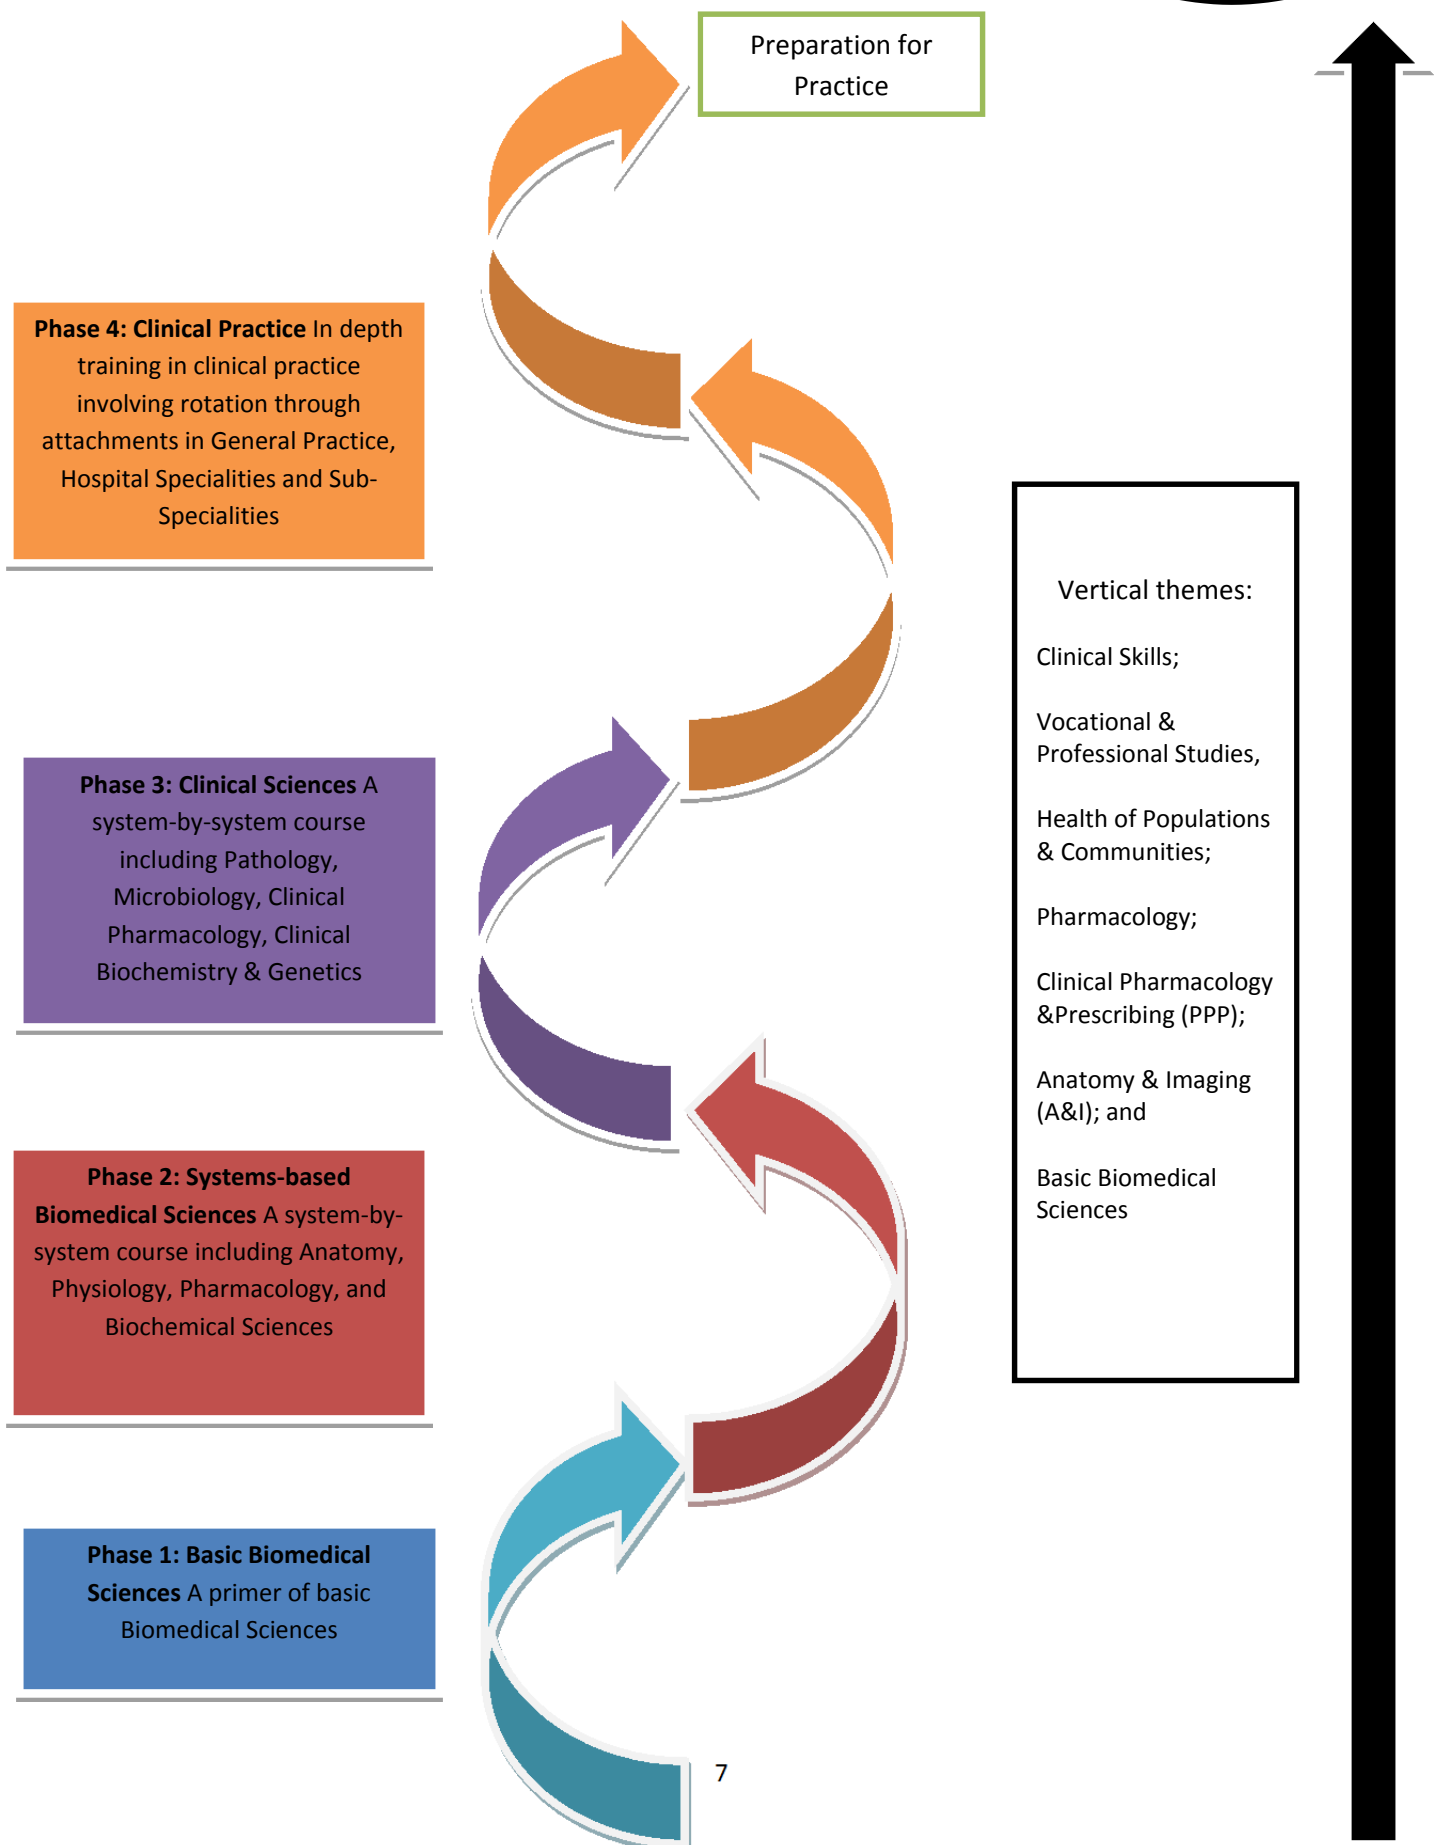 Preparation for
Practice
Phase 4: Clinical Practice In depth
training in clinical practice
involving rotation through
attachments in General Practice,
Hospital Specialities and Sub-
Specialities
Phase 3: Clinical Sciences A
system-by-system course
including Pathology,
Microbiology, Clinical
Pharmacology, Clinical
Biochemistry & Genetics
Phase 2: Systems-based
Biomedical Sciences A system-by-
system course including Anatomy,
Physiology, Pharmacology, and
Biochemical Sciences
Phase 1: Basic Biomedical
Sciences A primer of basic
Biomedical Sciences
Vertical themes:
Clinical Skills;
Vocational &
Professional Studies,
Health of Populations
& Communities;
Pharmacology;
Clinical Pharmacology
&Prescribing (PPP);
Anatomy & Imaging
(A&I); and
Basic Biomedical
Sciences
7